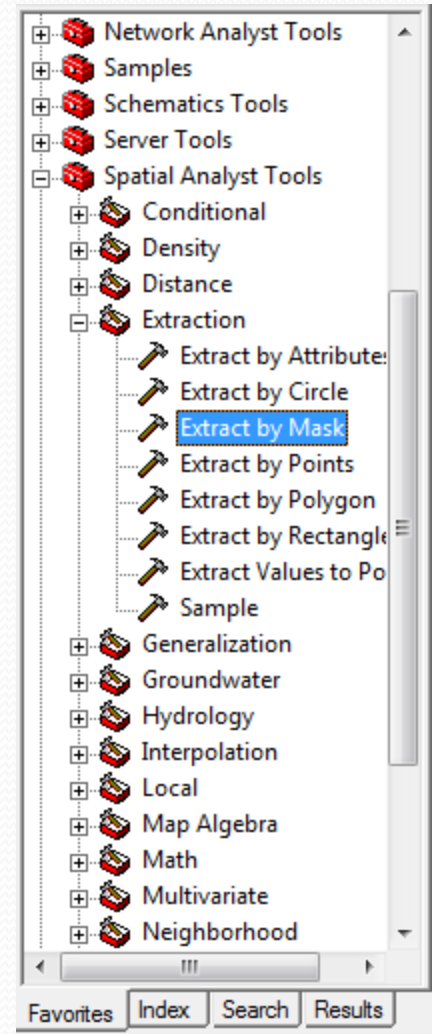 Network Analyst Tools
Samples
Schematics Tools
Server Tools
Spatial Analyst Tools
Conditional
Density
Distance
Extraction
Extract by Attributes
Extract by Circle
Extract by Mask
Extract by Points
Extract by Polygon
Extract by Rectangle
Extract Values to Po
Sample
Generalization
Groundwater
Hydrology
Interpolation
Local
Map Algebra
Math
Multivariate
Neighborhood
Favorites Index Search Results